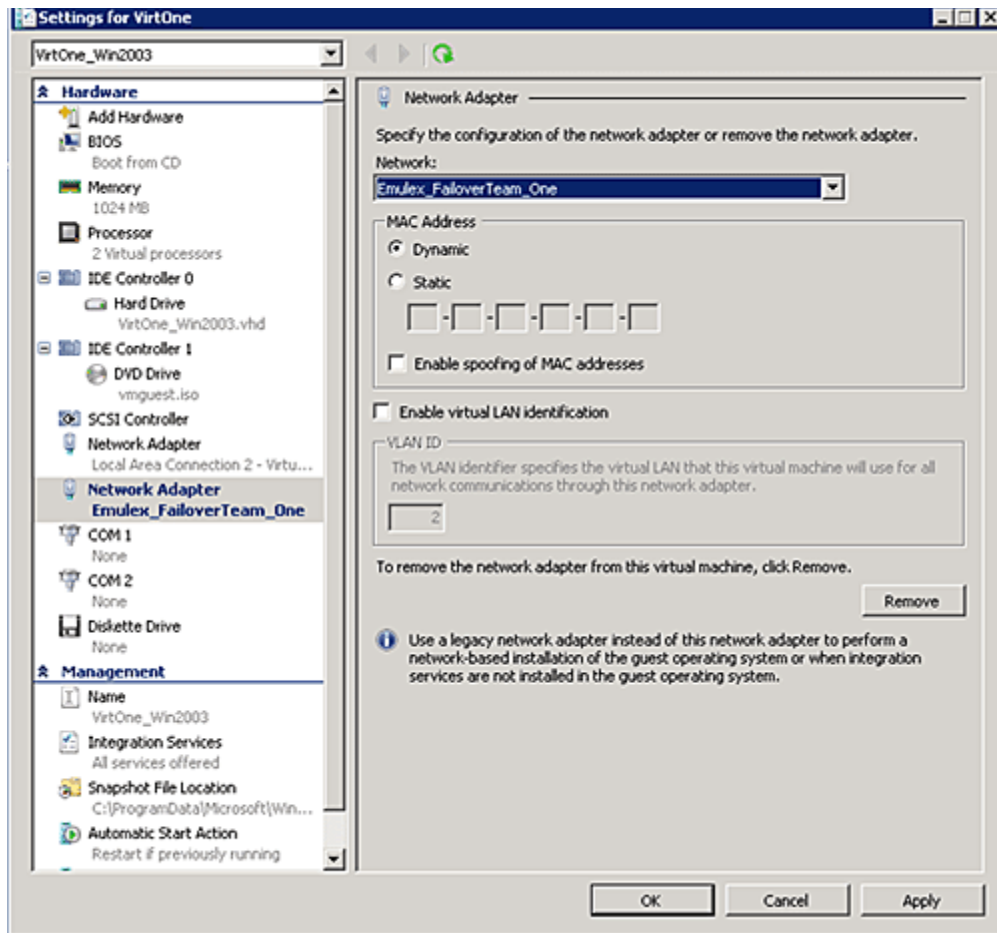 Settings for VirtOne
VirtOne_Win2003
Hardware
Add Hardware
BIOS
Boot from CD
Memory
1024 MB
Processor
2 Virtual processors
IDE Controller 0
Hard Drive
VirtOne_Win2003.vhd
IDE Controller 1
DVD Drive
vmguest.iso
SCSI Controller
Network Adapter
Local Area Connection 2 - Virtu...
Network Adapter
Emulex_FailoverTeam_One
COM 1
None
COM 2
None
Diskette Drive
None
Management
Name
VirtOne_Win2003
Integration Services
All services offered
Snapshot File Location
C:\ProgramData\Microsoft\Win...
Automatic Start Action
Restart if previously running
Network Adapter
Specify the configuration of the network adapter or remove the network adapter.
Network:
Emulex_FailoverTeam_One
MAC Address
Dynamic
Static
- - - - -
Enable spoofing of MAC addresses
Enable virtual LAN identification
VLAN ID
The VLAN identifier specifies the virtual LAN that this virtual machine will use for all
network communications through this network adapter.
2
To remove the network adapter from this virtual machine, click Remove.
Remove
Use a legacy network adapter instead of this network adapter to perform a
network-based installation of the guest operating system or when integration
services are not installed in the guest operating system.
OK Cancel Apply